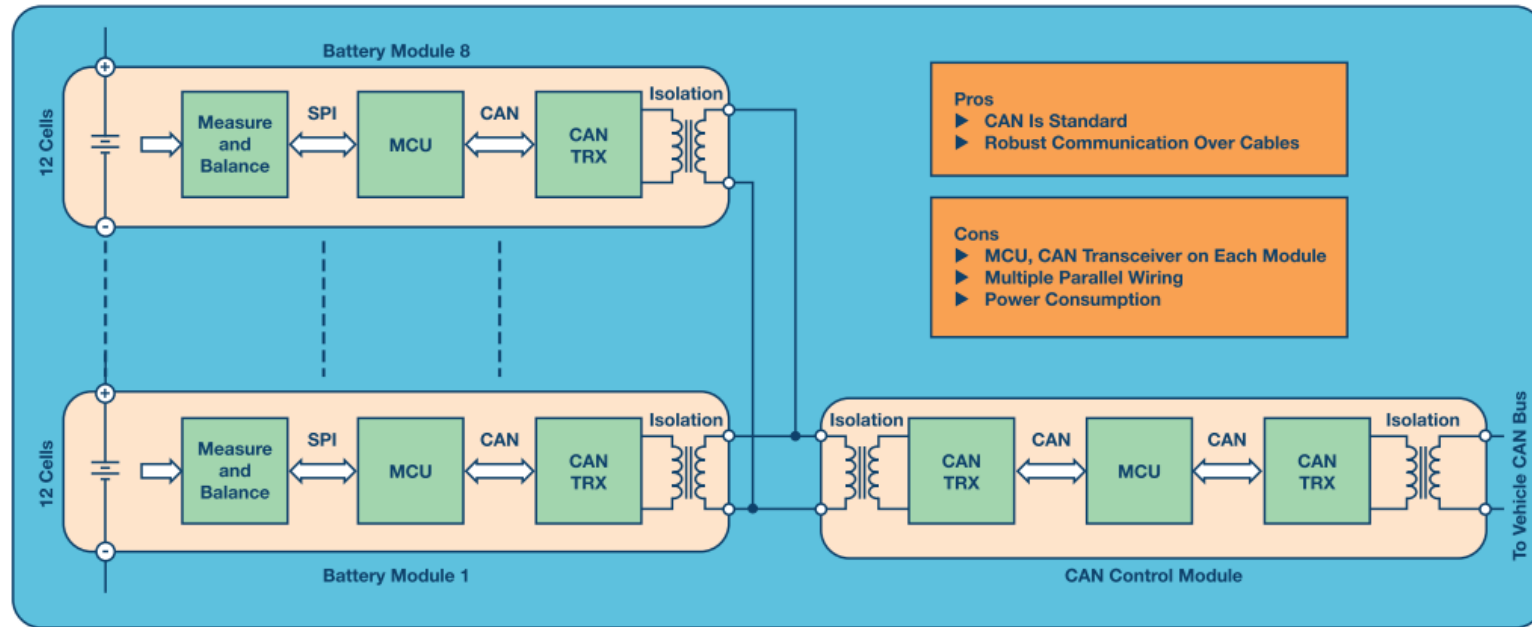 Battery Module 8
12 Cells
+
-
Measure
and
Balance
SPI
MCU
CAN
CAN
TRX
Isolation
Pros
CAN Is Standard
Robust Communication Over Cables
Cons
MCU, CAN Transceiver on Each Module
Multiple Parallel Wiring
Power Consumption
12 Cells
+
-
Measure
and
Balance
SPI
MCU
CAN
CAN
TRX
Isolation
Battery Module 1
Isolation
CAN
TRX
CAN
MCU
CAN
CAN
TRX
Isolation
To Vehicle CAN Bus
CAN Control Module